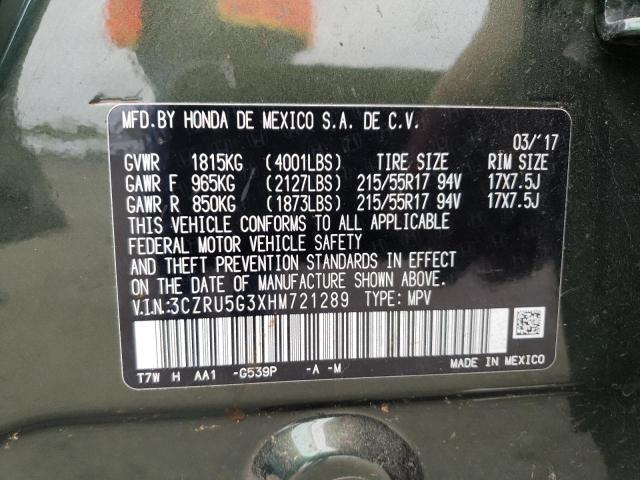 MFD.BY HONDA DE MEXICO S.A. DE C.V.
03/'17
GVWR 1815KG (4001LBS) TIRE SIZE RIM SIZE
GAWR F 965KG (2127LBS) 215/55R17 94V 17X7.5J
GAWR R 850KG (1873LBS) 215/55R17 94V 17X7.5J
THIS VEHICLE CONFORMS TO ALL APPLICABLE
FEDERAL MOTOR VEHICLE SAFETY
AND THEFT PREVENTION STANDARDS IN EFFECT
ON THE DATE OF MANUFACTURE SHOWN ABOVE.
V.I.N.:3CZRU5G3XHM721289 TYPE: MPV
T7W H AA1 -G539P -A -M
MADE IN MEXICO